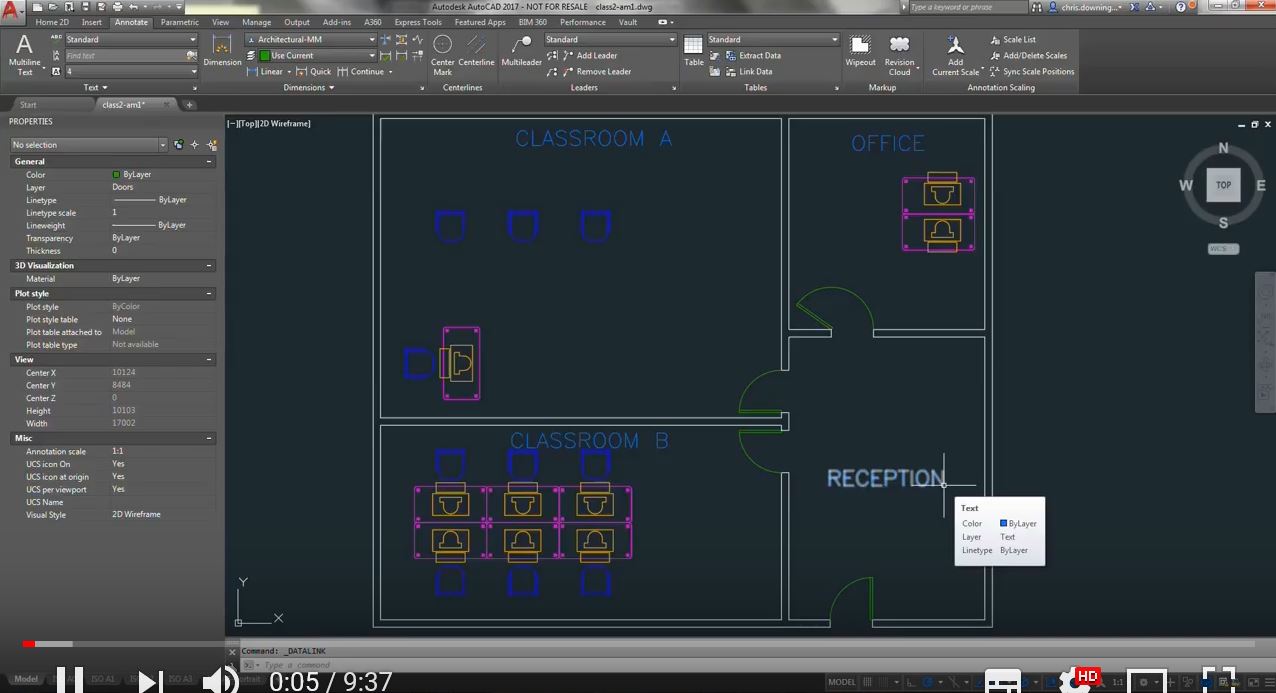 Autodesk AutoCAD 2017 - NOT FOR RESALE class2-am1.dwg
Type a keyword or phrase
chris.downing...
Home 2D Insert Annotate Parametric View Manage Output Add-ins A360 Express Tools Featured Apps BIM 360 Performance Vault
Multiline Text
Standard
Find text
4
Text
Dimension
Architectural-MM
Use Current
Linear Quick Continue
Dimensions
Center Mark
Centerline
Centerlines
Multileader
Standard
Add Leader
Remove Leader
Leaders
Table
Standard
Extract Data
Link Data
Tables
Wipeout
Revision Cloud
Markup
Add Current Scale
Scale List
Add/Delete Scales
Sync Scale Positions
Annotation Scaling
Start class2-am1*
PROPERTIES
No selection
General
Color ByLayer
Layer Doors
Linetype ByLayer
Linetype scale 1
Lineweight ByLayer
Transparency ByLayer
Thickness 0
3D Visualization
Material ByLayer
Plot style
Plot style ByColor
Plot style table None
Plot table attached to Model
Plot table type Not available
View
Center X 10124
Center Y 8484
Center Z 0
Height 10103
Width 17002
Misc
Annotation scale 1:1
UCS icon On Yes
UCS icon at origin Yes
UCS per viewport Yes
UCS Name
Visual Style 2D Wireframe
[−][Top][2D Wireframe]
CLASSROOM A
OFFICE
CLASSROOM B
RECEPTION
Text
Color ByLayer
Layer Text
Linetype ByLayer
N
W TOP E
S
WCS
Y
X
Command: _DATALINK
Type a command
Model ISO A1 ISO A3
0:05 / 9:37
MODEL
HD
1:1